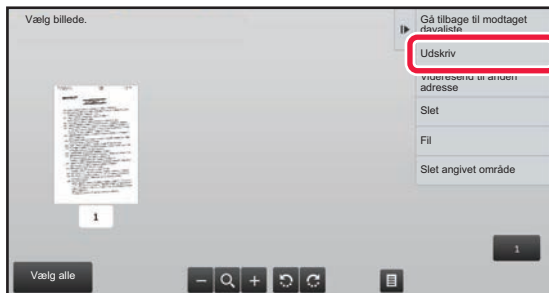 Vælg billede.
Gå tilbage til modtaget
davaliste
Udskriv
Videresend til anden
adresse
Slet
Fil
Slet angivet område
1
1
Vælg alle